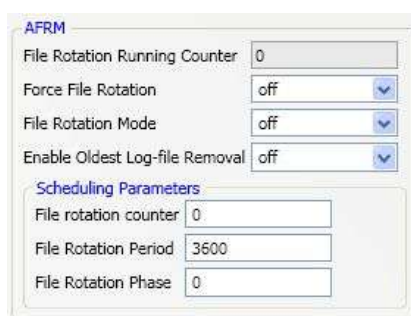 AFRM
File Rotation Running Counter 0
Force File Rotation off
File Rotation Mode off
Enable Oldest Log-file Removal off
Scheduling Parameters
File rotation counter 0
File Rotation Period 3600
File Rotation Phase 0